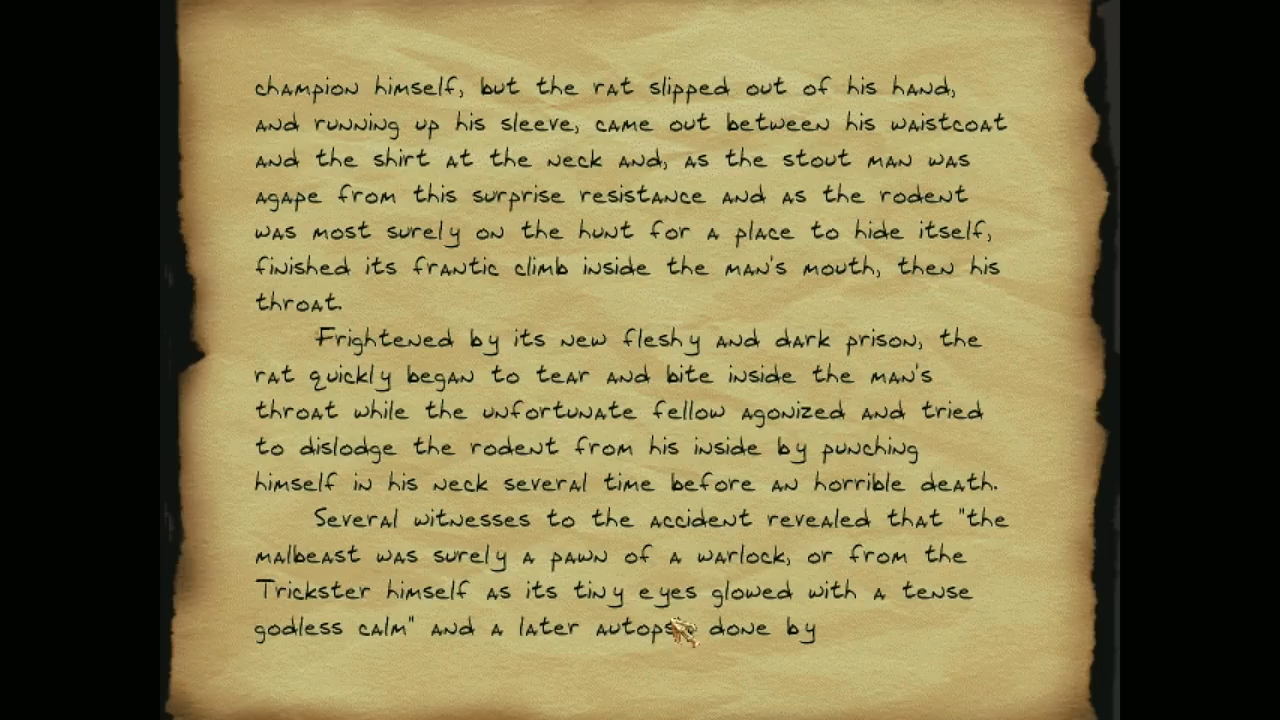 champion himself, but the rat slipped out of his hand,
and running up his sleeve, came out between his waistcoat
and the shirt at the neck and, as the stout man was
agape from this surprise resistance and as the rodent
was most surely on the hunt for a place to hide itself,
finished its frantic climb inside the man's mouth, then his
throat.
Frightened by its new fleshy and dark prison, the
rat quickly began to tear and bite inside the man's
throat while the unfortunate fellow agonized and tried
to dislodge the rodent from his inside by punching
himself in his neck several time before an horrible death.
Several witnesses to the accident revealed that "the
malbeast was surely a pawn of a warlock, or from the
Trickster himself as its tiny eyes glowed with a tense
godless calm" and a later autopsy done by